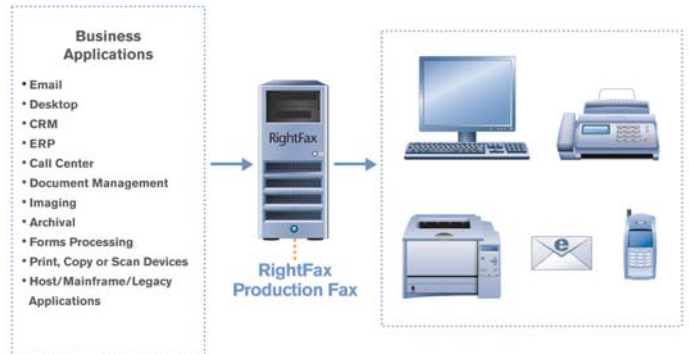 Business
Applications
• Email
• Desktop
• CRM
• ERP
• Call Center
• Document Management
• Imaging
• Archival
• Forms Processing
• Print, Copy or Scan Devices
• Host/Mainframe/Legacy
Applications
RightFax
RightFax
Production Fax
e